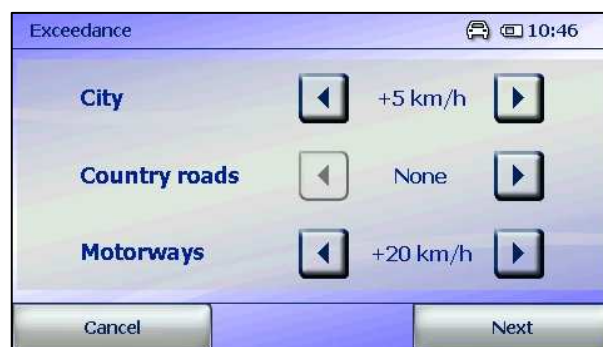 Exceedance 10:46
City +5 km/h
Country roads None
Motorways +20 km/h
Cancel Next